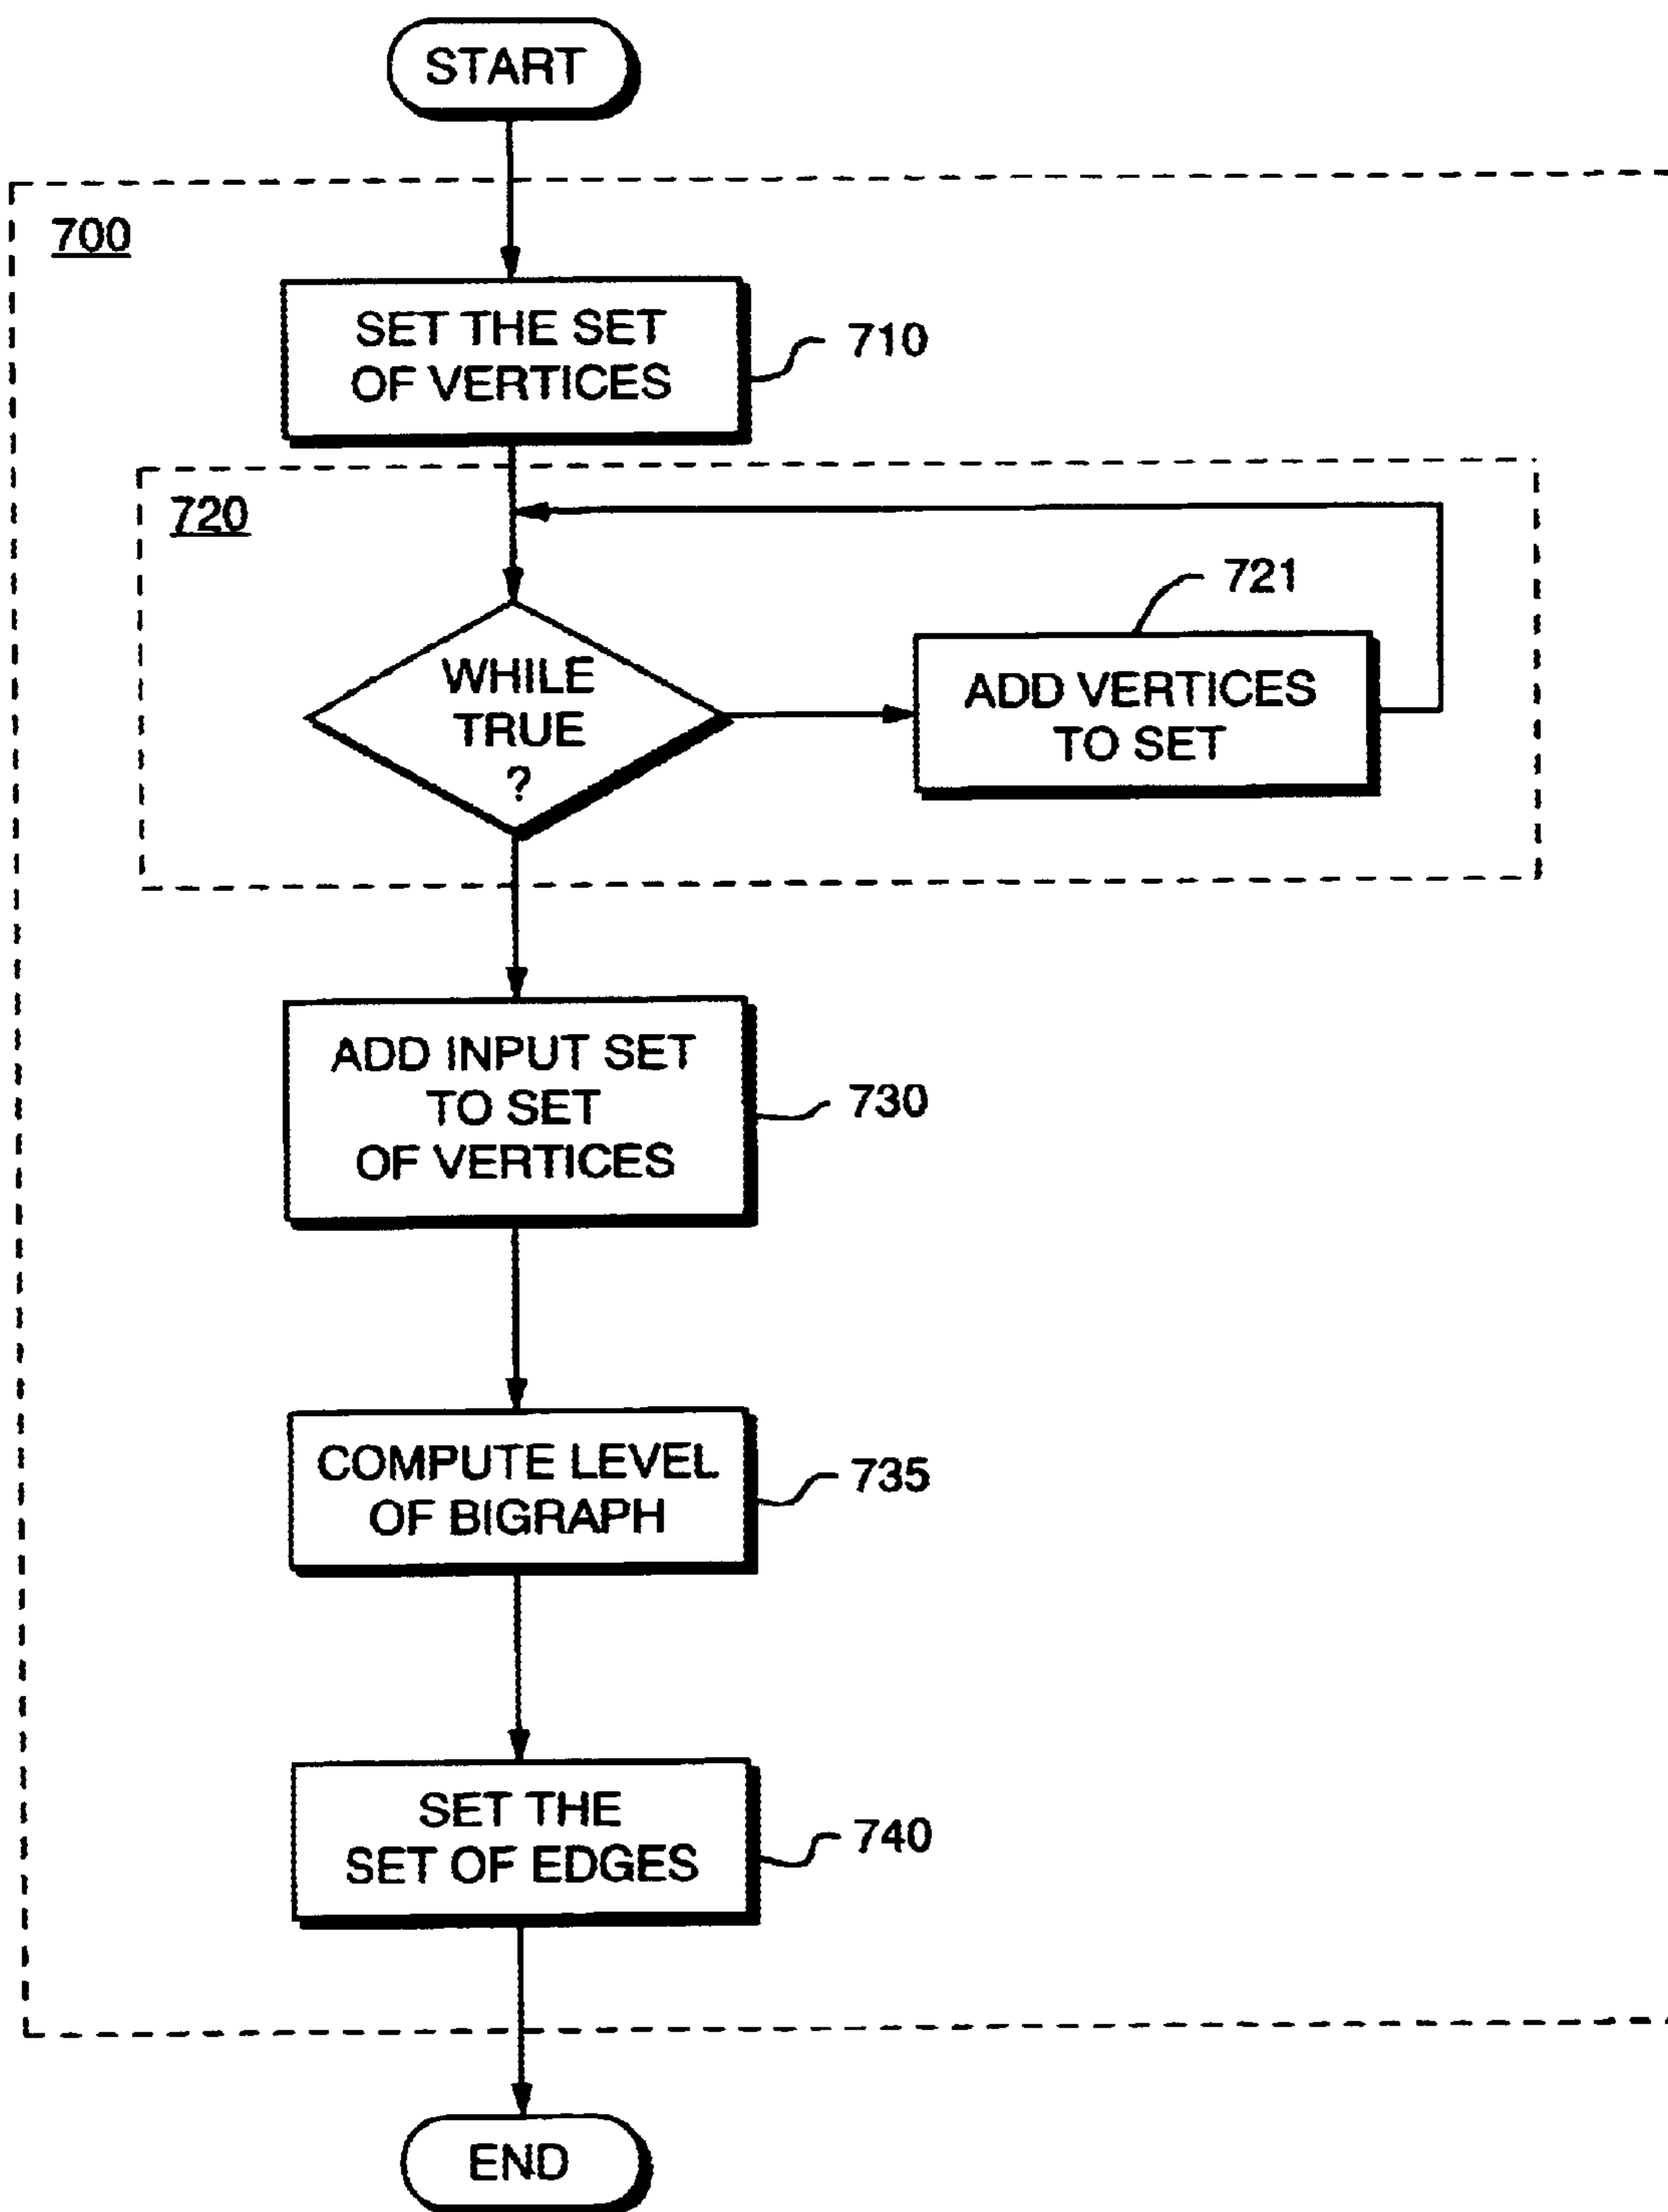 START
700
SET THE SET
OF VERTICES
710
720
WHILE
TRUE
?
721
ADD VERTICES
TO SET
ADD INPUT SET
TO SET
OF VERTICES
730
COMPUTE LEVEL
OF BIGRAPH
735
SET THE
SET OF EDGES
740
END